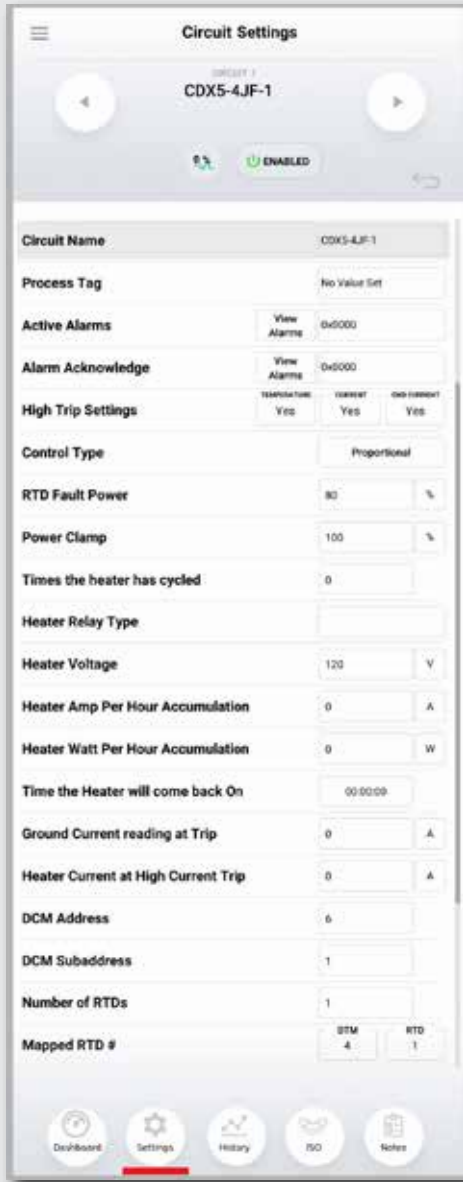 Circuit Settings
CIRCUIT 1
CDX5-4JF-1
0 %
ENABLED
Circuit Name CDX5-4JF-1
Process Tag No Value Set
Active Alarms View Alarms 0x0000
Alarm Acknowledge View Alarms 0x0000
TEMPERATURE CURRENT GND CURRENT
High Trip Settings Yes Yes Yes
Control Type Proportional
RTD Fault Power 80 %
Power Clamp 100 %
Times the heater has cycled 0
Heater Relay Type
Heater Voltage 120 V
Heater Amp Per Hour Accumulation 0 A
Heater Watt Per Hour Accumulation 0 W
Time the Heater will come back On 00:00:00
Ground Current reading at Trip 0 A
Heater Current at High Current Trip 0 A
DCM Address 6
DCM Subaddress 1
Number of RTDs 1
DTM RTD
Mapped RTD # 4 1
Dashboard Settings History ISO Notes